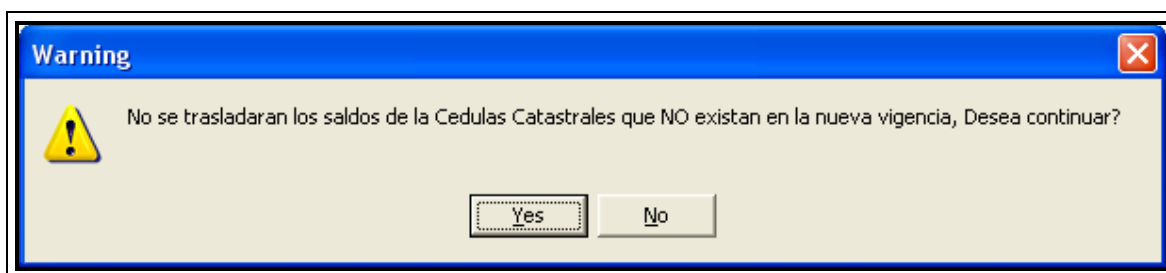 Warning
No se trasladaran los saldos de la Cedulas Catastrales que NO existan en la nueva vigencia, Desea continuar?
Yes No